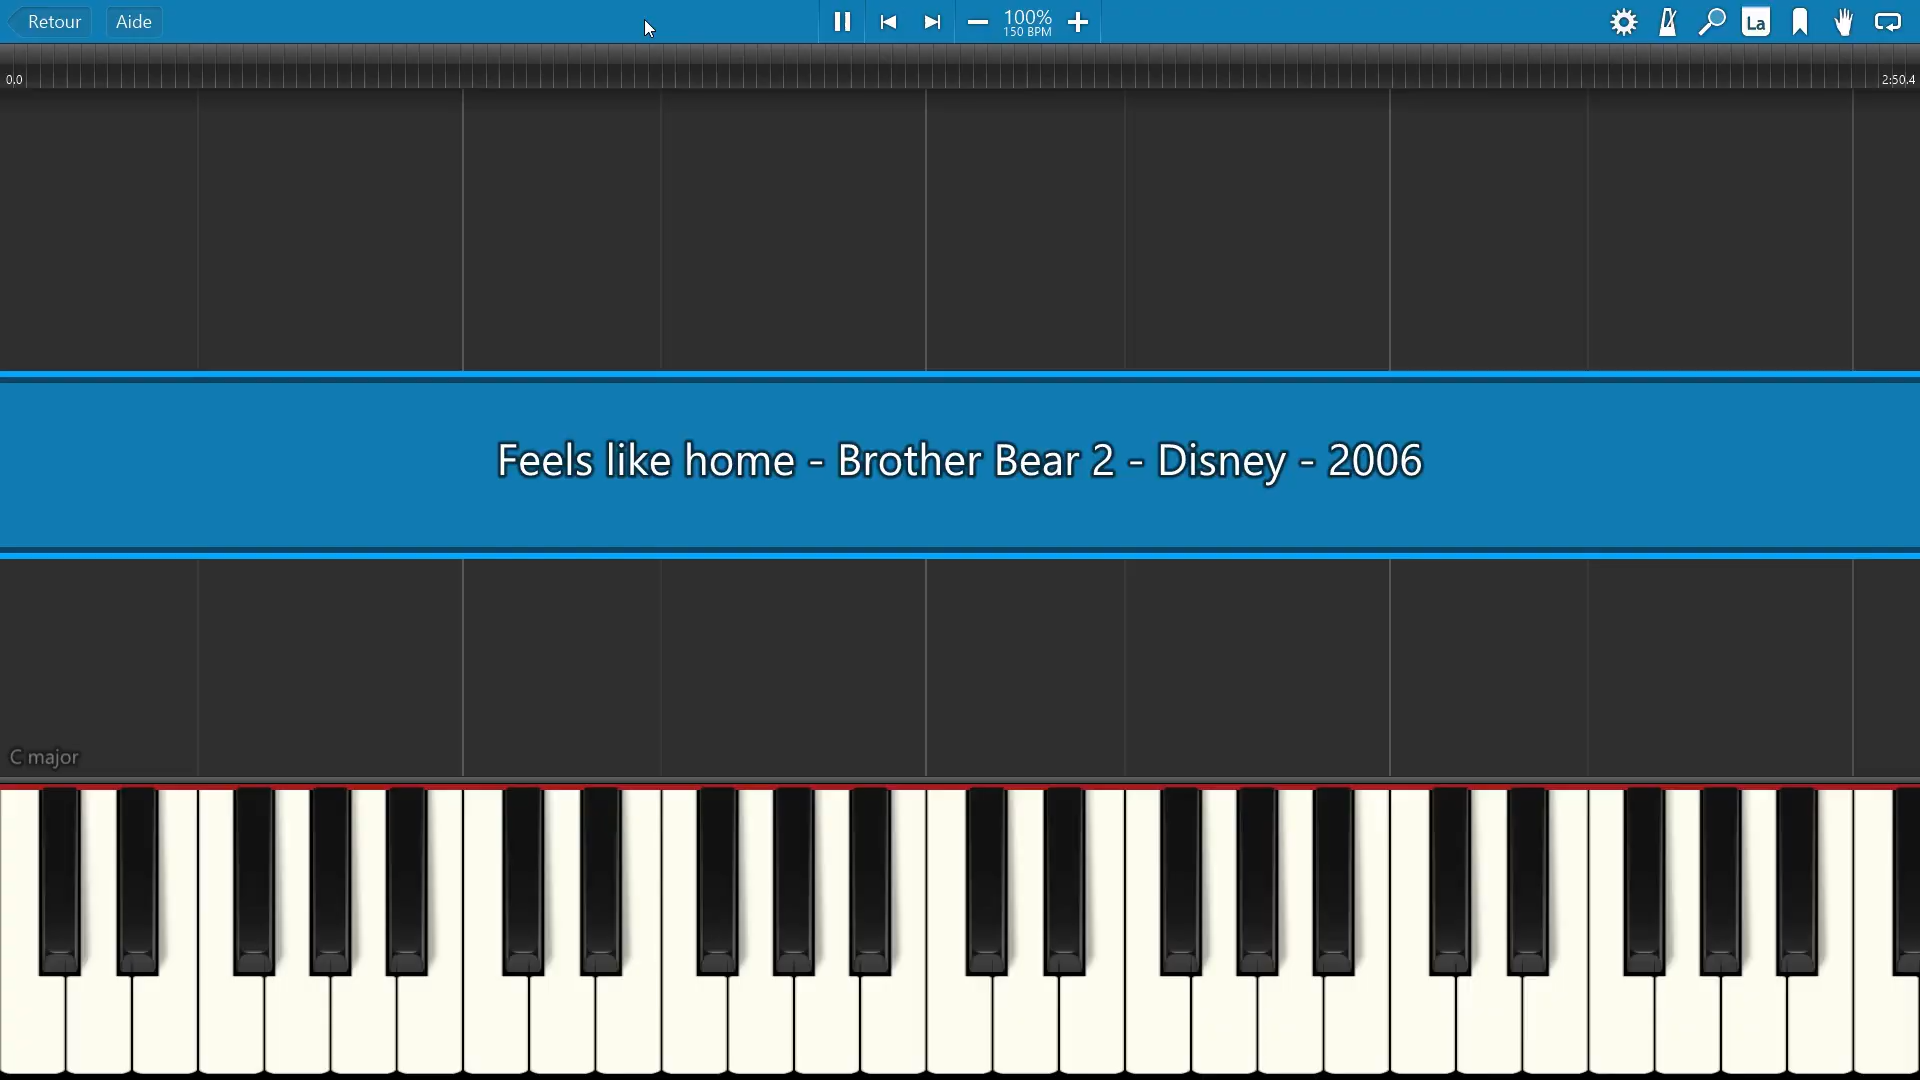 Retour
Aide
100%
150 BPM
La
0.0
2:50.4
Feels like home - Brother Bear 2 - Disney - 2006
C major